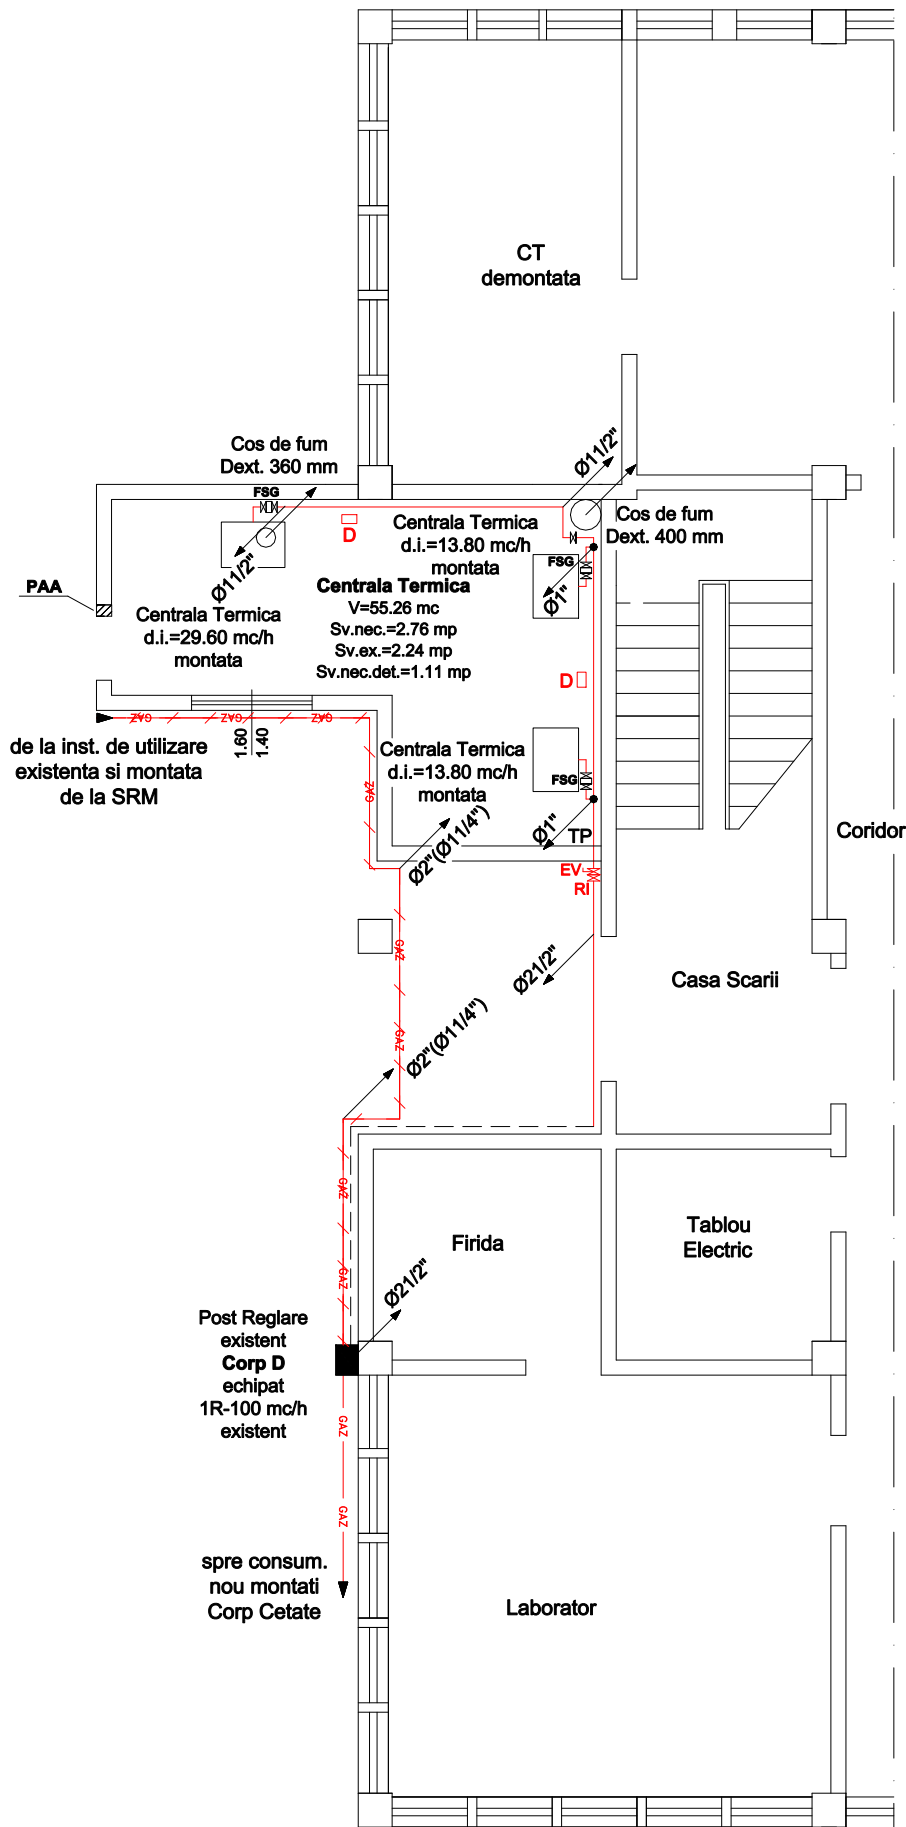 CT
demontata
Cos de fum
Dext. 360 mm
FSG
Ø11/2"
D
Centrala Termica
d.i.=13.80 mc/h
montata
Ø11/2"
Cos de fum
Dext. 400 mm
FSG
Ø1"
PAA
Centrala Termica
d.i.=29.60 mc/h
montata
Centrala Termica
V=55.26 mc
Sv.nec.=2.76 mp
Sv.ex.=2.24 mp
Sv.nec.det.=1.11 mp
D
GAZ
GAZ
GAZ
1.60
1.40
de la inst. de utilizare
existenta si montata
de la SRM
Centrala Termica
d.i.=13.80 mc/h
montata
FSG
GAZ
Ø1"
TP
Coridor
Ø2"(Ø11/4")
EV
RI
GAZ
Ø21/2"
Casa Scarii
GAZ
Ø2"(Ø11/4")
GAZ
Firida
Tablou
Electric
GAZ
Ø21/2"
Post Reglare
existent
Corp D
echipat
1R-100 mc/h
existent
GAZ
GAZ
spre consum.
nou montati
Corp Cetate
Laborator